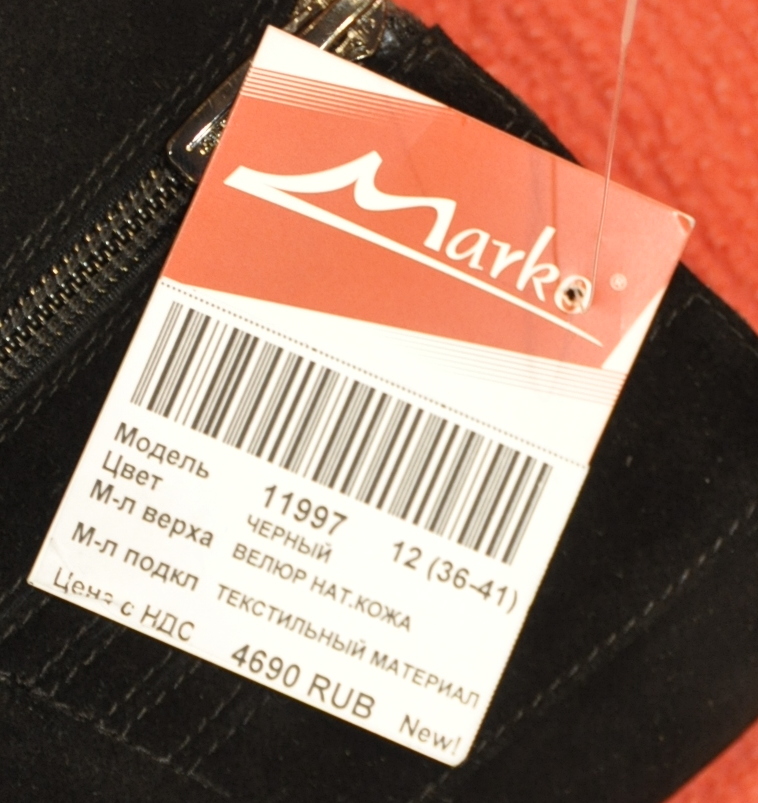 Marko ®
Модель 11997 12 (36-41)
Цвет ЧЕРНЫЙ
М-л верха ВЕЛЮР НАТ.КОЖА
М-л подкл ТЕКСТИЛЬНЫЙ МАТЕРИАЛ
Цена с НДС 4690 RUB New!